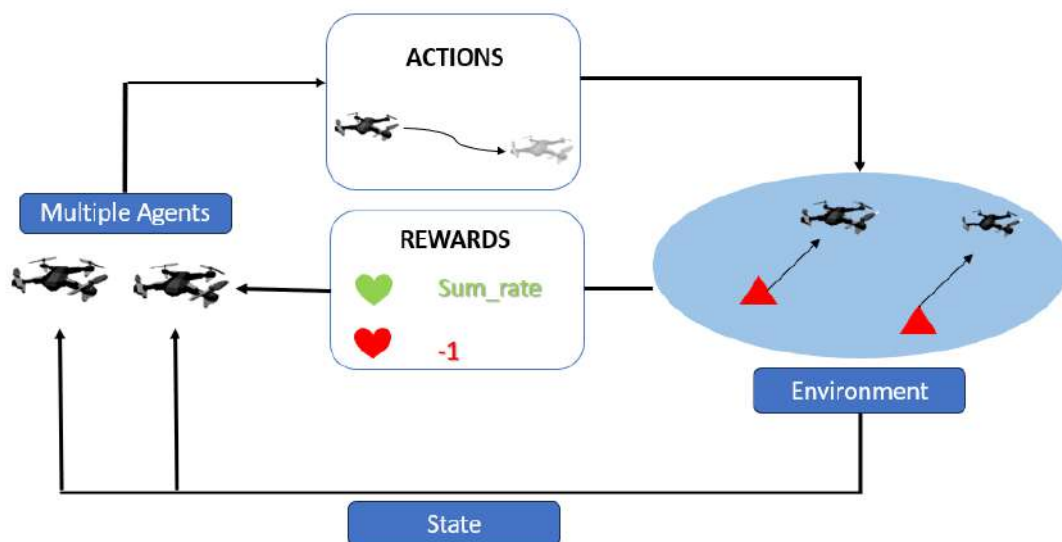 ACTIONS
Multiple Agents
REWARDS
Sum_rate
-1
Environment
State